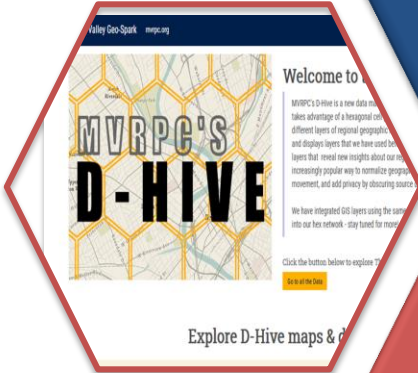 Valley Geo-Spark mvrpc.org
MVRPC'S
D-HIVE
Welcome to
MVRPC's D-Hive is a new data
takes advantage of a hexagonal cell
different layers of regional geographic
and displays layers that we have used
layers that reveal new insights about our
increasingly popular way to normalize
movement, and add privacy by obscuring source
We have integrated GIS layers using the same
into our hex network - stay tuned for more
Click the button below to explore
Go to all the Data
Explore D-Hive maps &